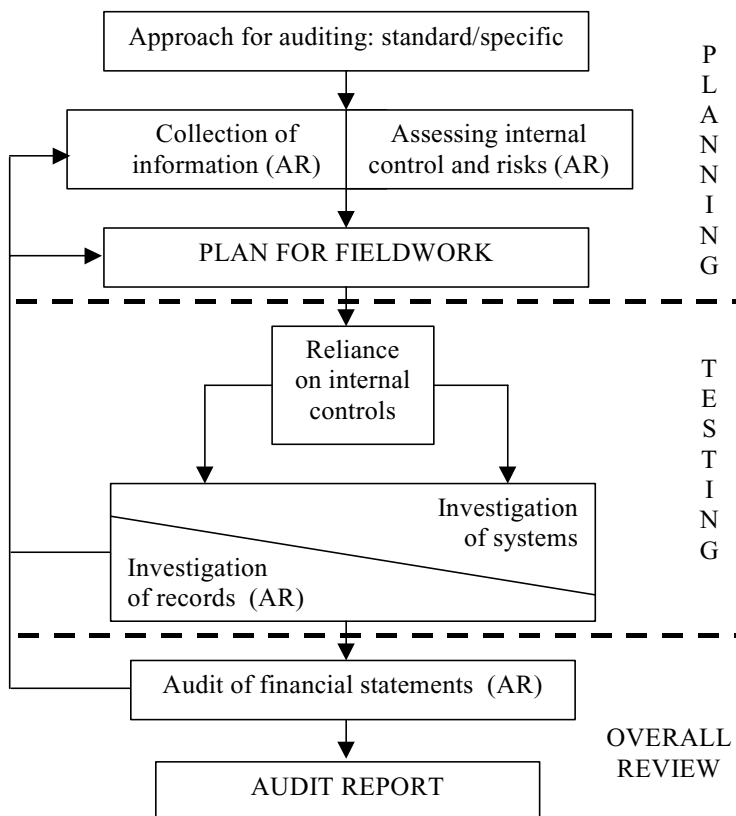 Approach for auditing: standard/specific
Collection of
information (AR)
Assessing internal
control and risks (AR)
PLAN FOR FIELDWORK
P
L
A
N
N
I
N
G
Reliance
on internal
controls
Investigation
of systems
Investigation
of records (AR)
T
E
S
T
I
N
G
Audit of financial statements (AR)
AUDIT REPORT
OVERALL
REVIEW